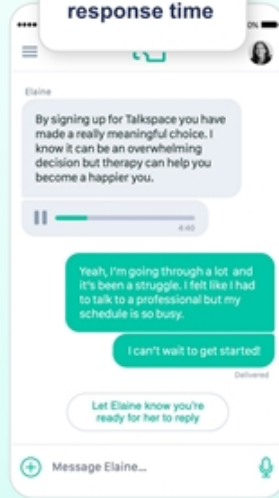 response time
0%
Elaine
By signing up for Talkspace you have
made a really meaningful choice. I
know it can be an overwhelming
decision but therapy can help you
become a happier you.
4:40
Yeah, I'm going through a lot and
it's been a struggle. I felt like I had
to talk to a professional but my
schedule is so busy.
I can't wait to get started!
Delivered
Let Elaine know you're
ready for her to reply
Message Elaine...